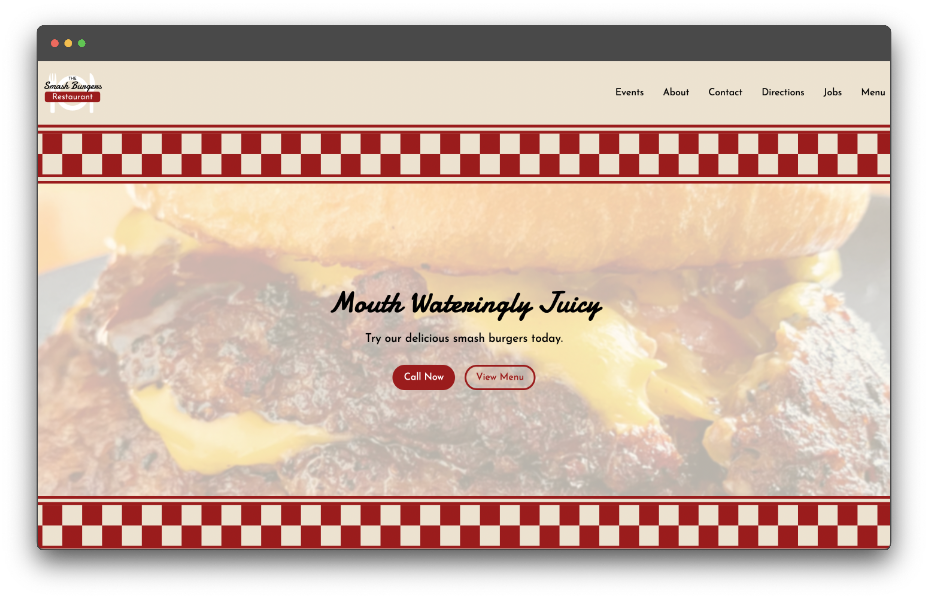 THE
Smash Burgers
Restaurant
Events About Contact Directions Jobs Menu
Mouth Wateringly Juicy
Try our delicious smash burgers today.
Call Now View Menu